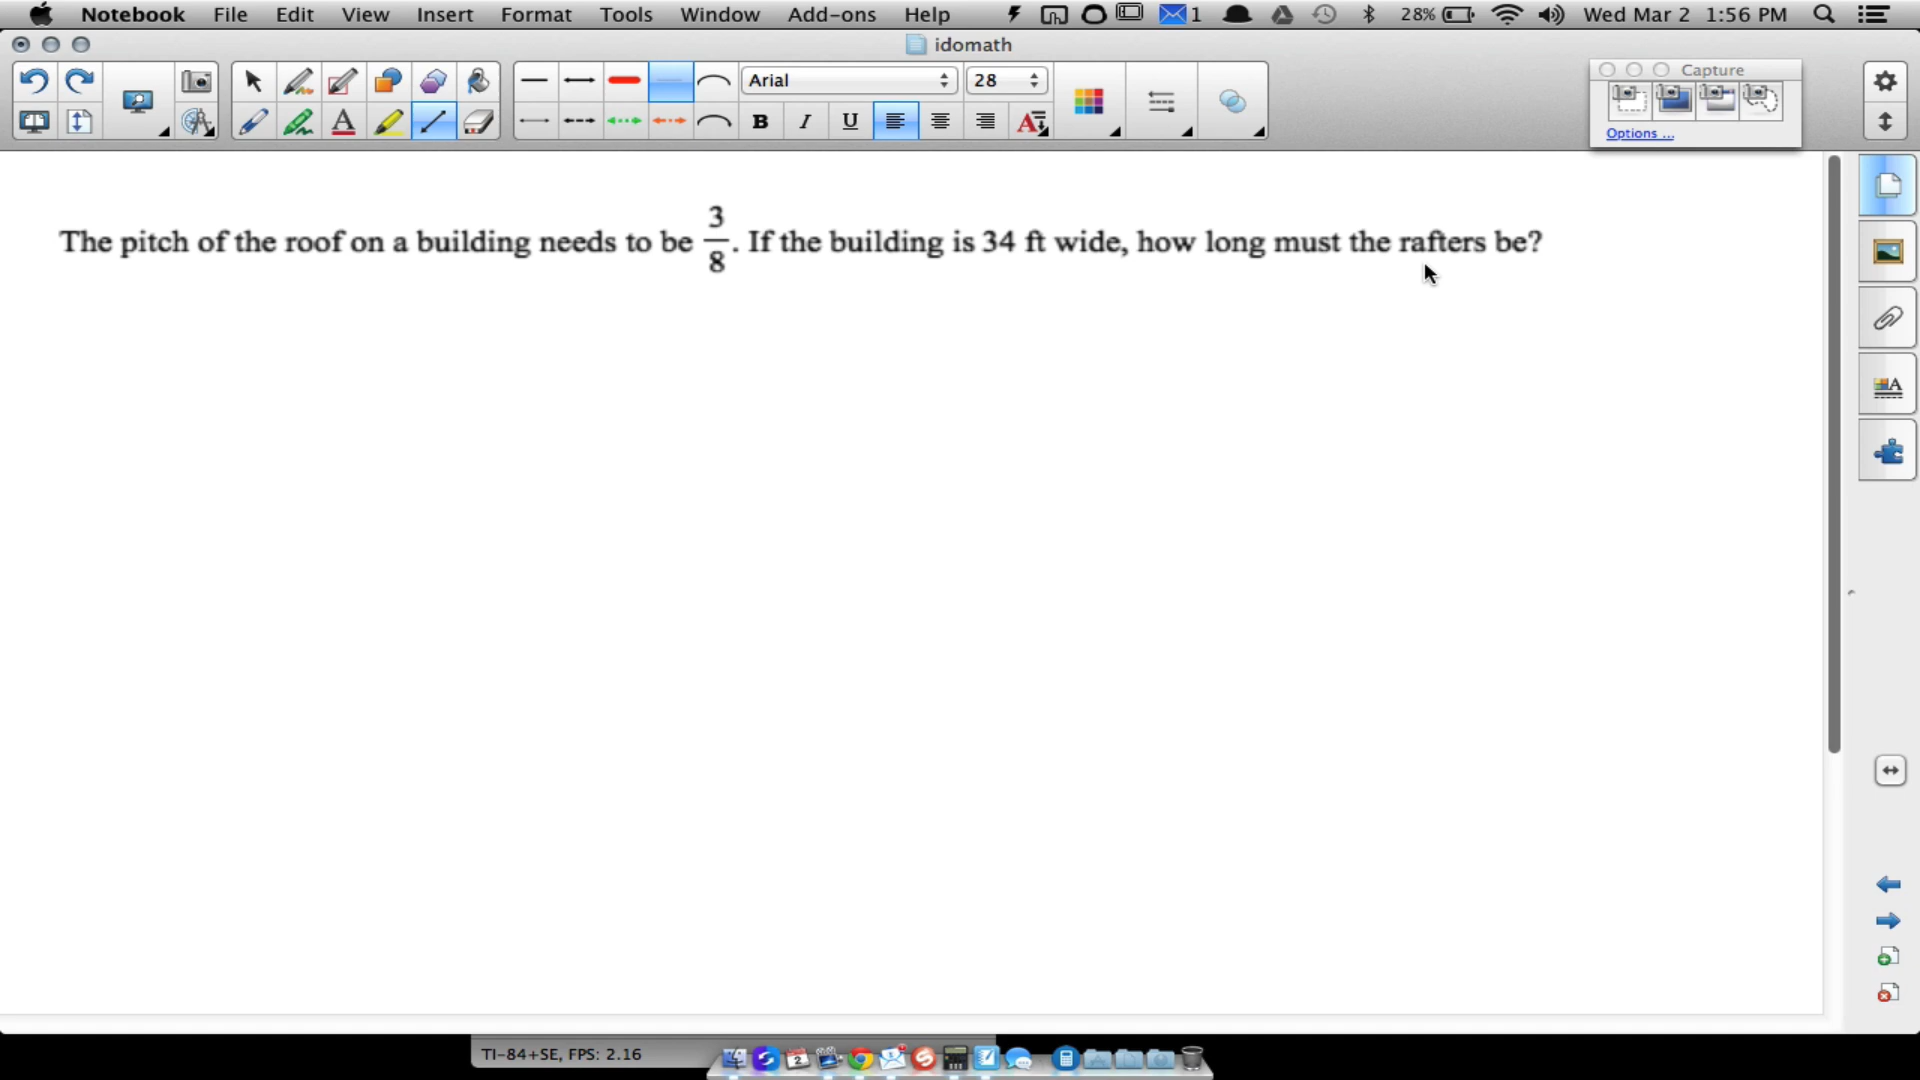 Notebook File Edit View Insert Format Tools Window Add-ons Help 1 28% Wed Mar 2 1:56 PM
idomath
Arial 28
B I U A
A
Capture
Options ...
The pitch of the roof on a building needs to be 3/8. If the building is 34 ft wide, how long must the rafters be?
TI-84+SE, FPS: 2.16